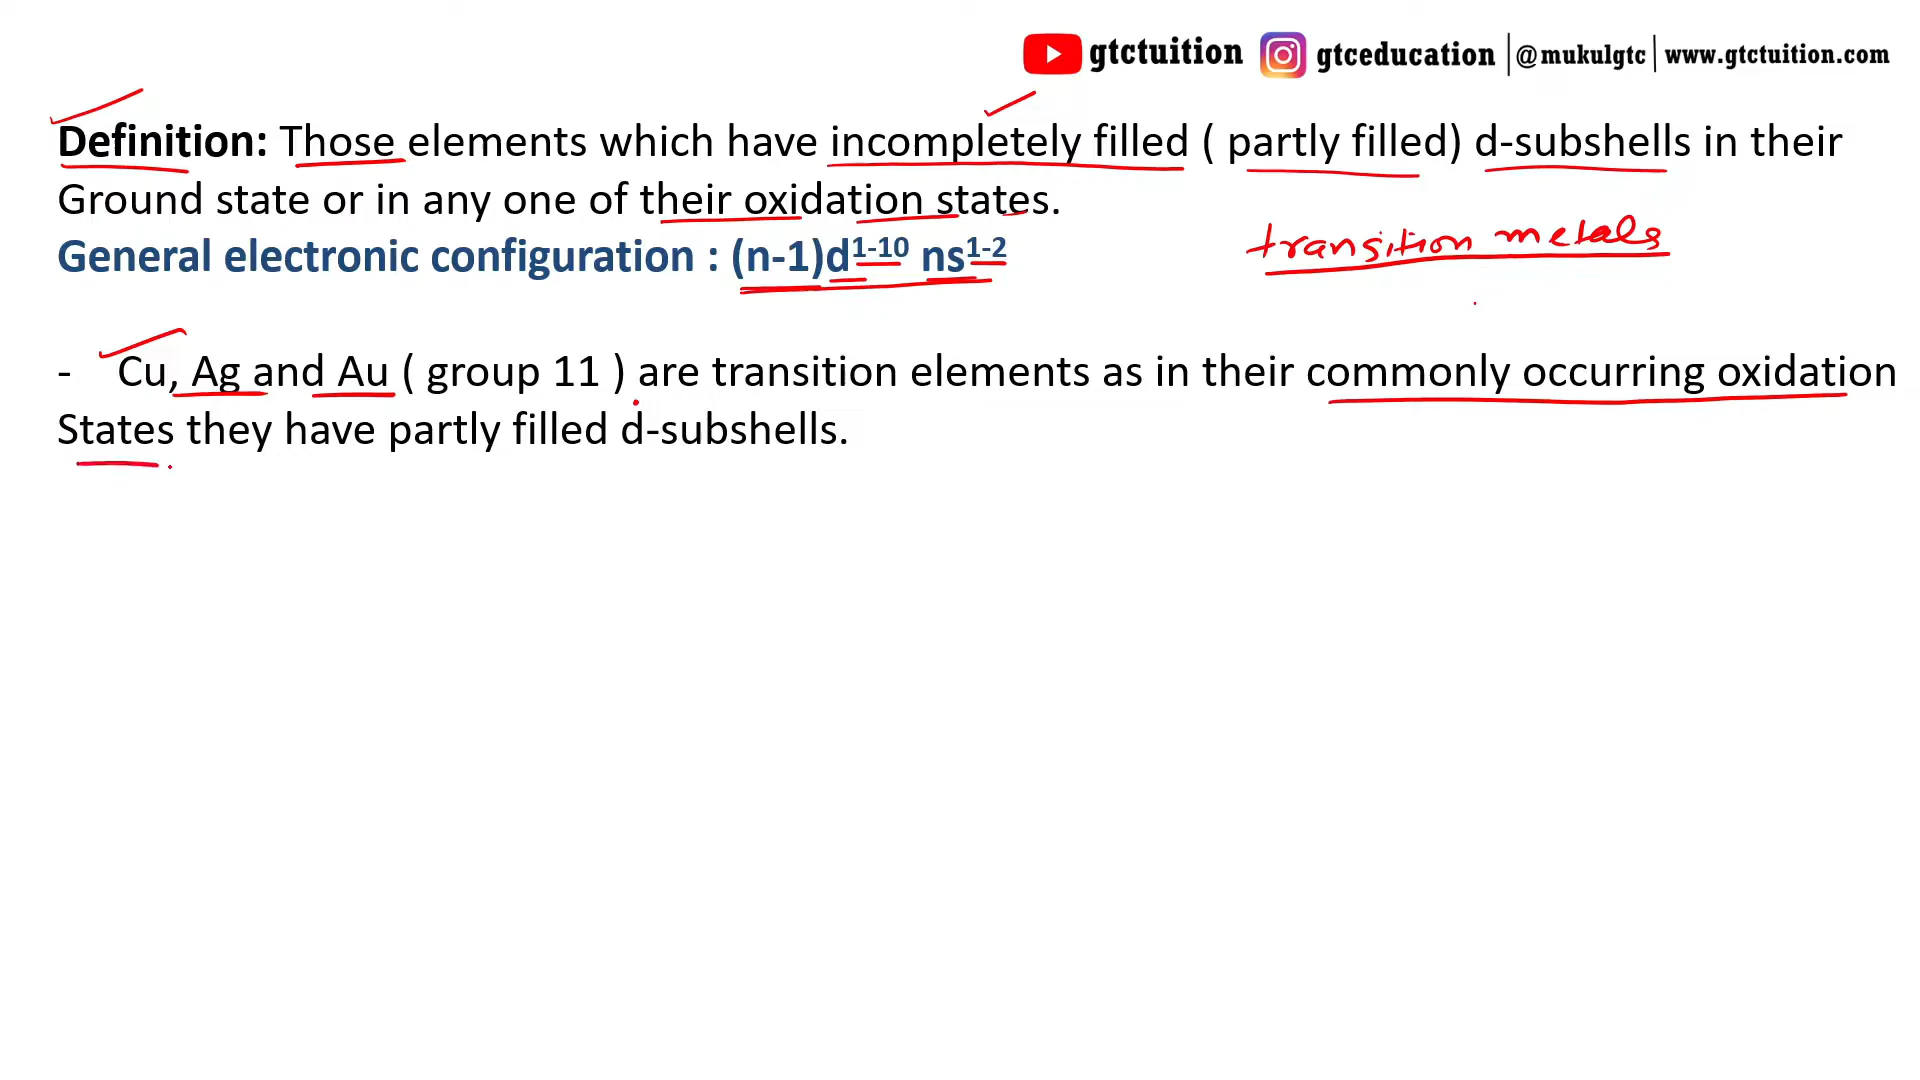 gtctuition gtceducation @mukulgtc www.gtctuition.com
Definition: Those elements which have incompletely filled ( partly filled) d-subshells in their
Ground state or in any one of their oxidation states.
transition metals
General electronic configuration : (n-1)d¹⁻¹⁰ ns¹⁻²
- Cu, Ag and Au ( group 11 ) are transition elements as in their commonly occurring oxidation
States they have partly filled d-subshells.